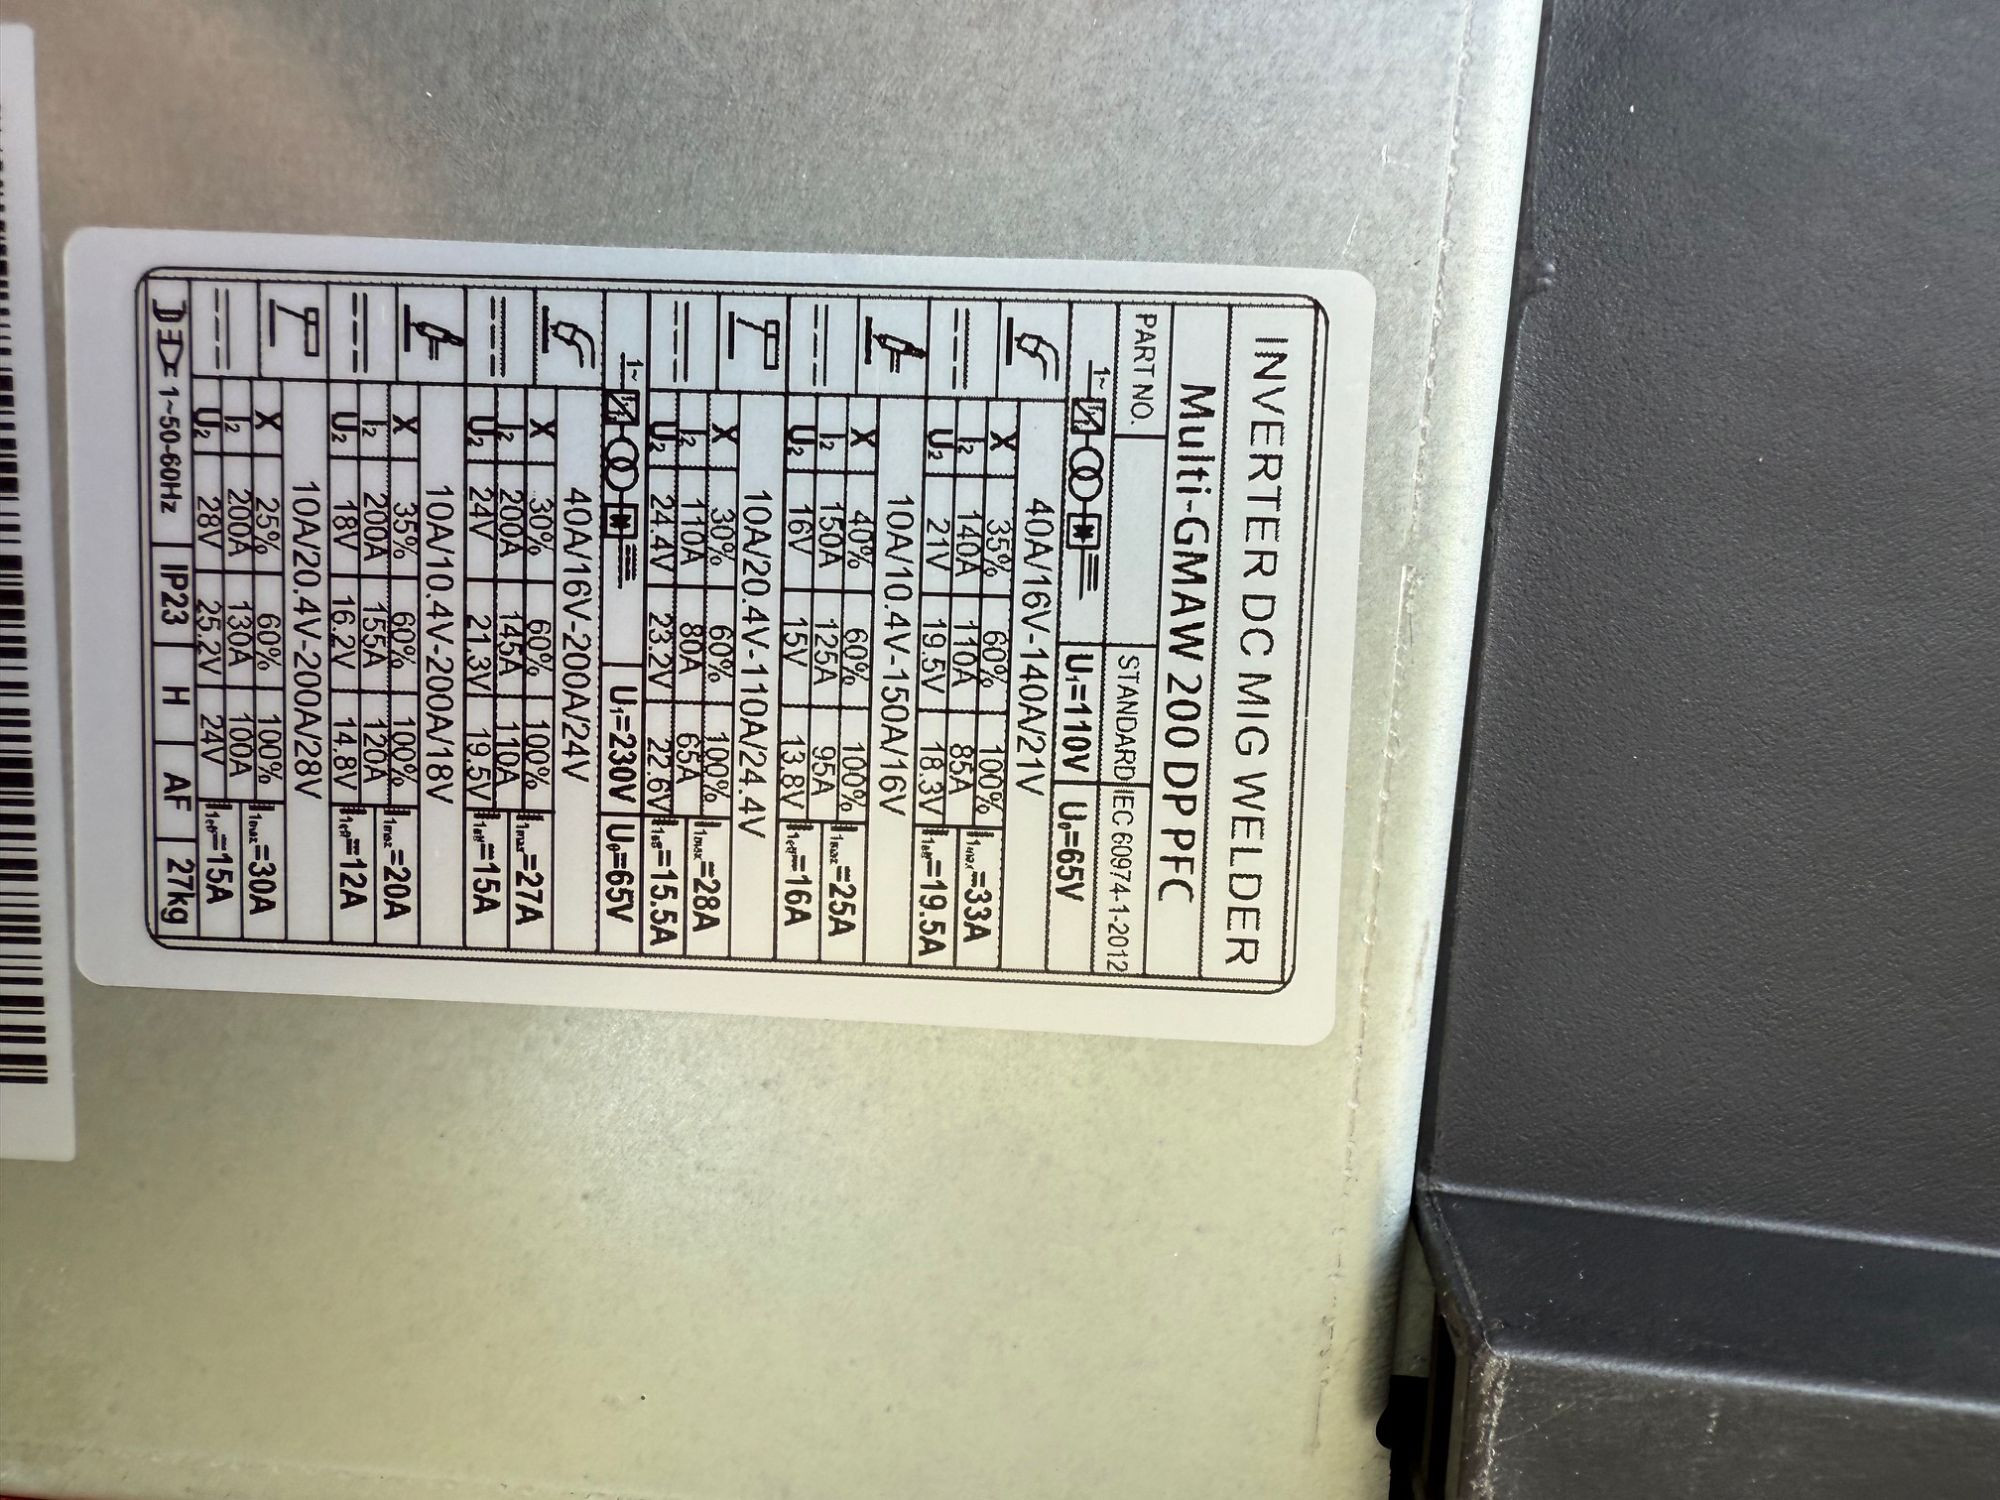 INVERTER DC MIG WELDER
Multi-GMAW 200 DP PFC
PART NO. STANDARD IEC 60974-1-2012
1~ U₁=110V U₀=65V
40A/16V-140A/21V
X 35% 60% 100% I₁max=33A
I₂ 140A 110A 85A
U₂ 21V 19.5V 18.3V I₁eff=19.5A
10A/10.4V-150A/16V
X 40% 60% 100% I₁max=25A
I₂ 150A 125A 95A
U₂ 16V 15V 13.8V I₁eff=16A
10A/20.4V-110A/24.4V
X 30% 60% 100% I₁max=28A
I₂ 110A 80A 65A
U₂ 24.4V 23.2V 22.6V I₁eff=15.5A
1~ U₁=230V U₀=65V
40A/16V-200A/24V
X 30% 60% 100% I₁max=27A
I₂ 200A 145A 110A
U₂ 24V 21.3V 19.5V I₁eff=15A
10A/10.4V-200A/18V
X 35% 60% 100% I₁max=20A
I₂ 200A 155A 120A
U₂ 18V 16.2V 14.8V I₁eff=12A
10A/20.4V-200A/28V
X 25% 60% 100% I₁max=30A
I₂ 200A 130A 100A
U₂ 28V 25.2V 24V I₁eff=15A
1~50-60Hz IP23 H AF 27kg